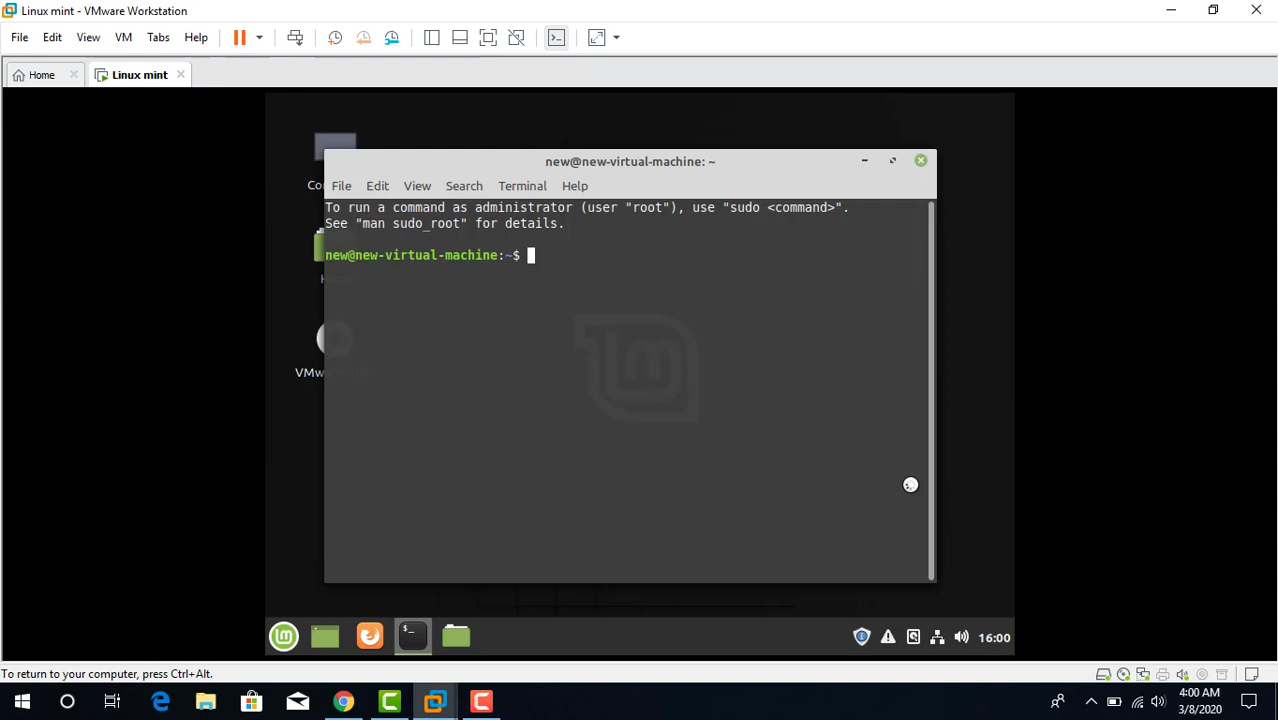 Linux mint - VMware Workstation
File Edit View VM Tabs Help
Home Linux mint
new@new-virtual-machine: ~
File Edit View Search Terminal Help
To run a command as administrator (user "root"), use "sudo <command>".
See "man sudo_root" for details.
new@new-virtual-machine:~$
16:00
To return to your computer, press Ctrl+Alt.
4:00 AM
3/8/2020